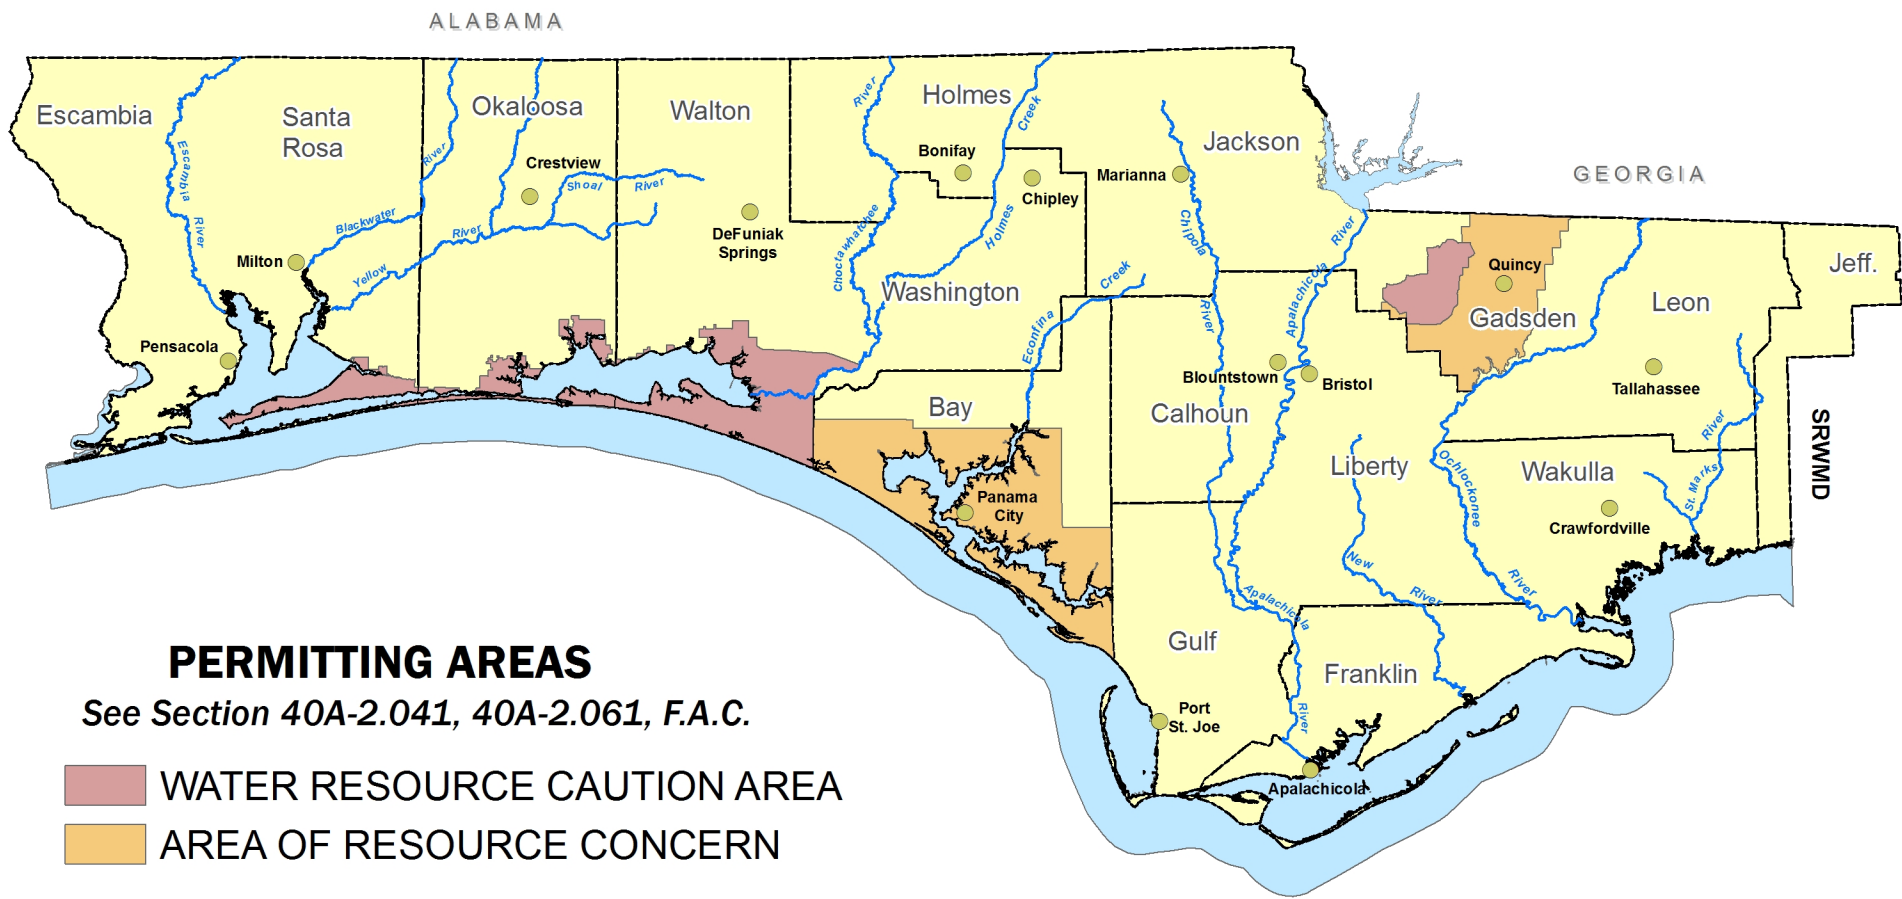 ALABAMA
Escambia
Santa
Rosa
Okaloosa
Walton
Holmes
Jackson
GEORGIA
River
Creek
Escambia
River
River
Crestview
Shoal
River
Bonifay
Chipley
Marianna
Blackwater
River
Milton
Yellow
DeFuniak
Springs
Choctawhatchee
Holmes
Washington
Creek
Econfina
Chipola
River
River
Apalachicola
Quincy
Gadsden
Leon
Jeff.
Pensacola
Bay
Blountstown
Bristol
Calhoun
Tallahassee
Liberty
Wakulla
River
St. Marks
SRWMD
Ochlockonee
River
Crawfordville
Panama
City
New
River
Apalachicola
River
Gulf
Franklin
Port
St. Joe
Apalachicola
PERMITTING AREAS
See Section 40A-2.041, 40A-2.061, F.A.C.
WATER RESOURCE CAUTION AREA
AREA OF RESOURCE CONCERN